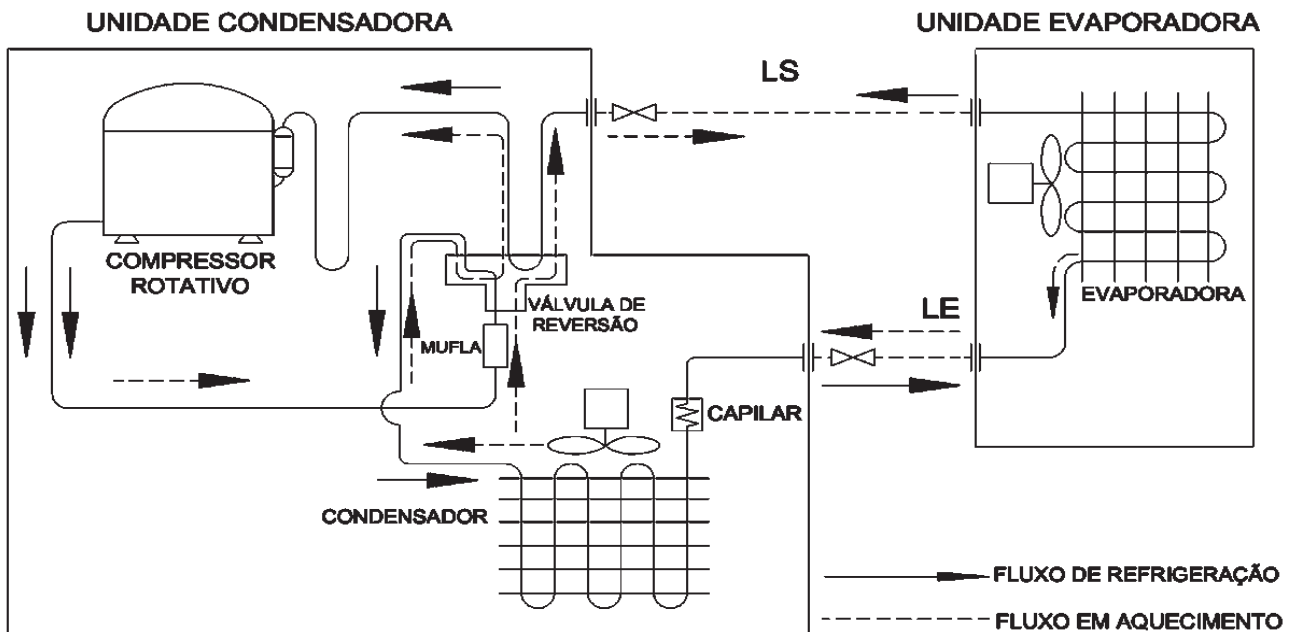 UNIDADE CONDENSADORA
UNIDADE EVAPORADORA
LS
COMPRESSOR
ROTATIVO
VÁLVULA DE
REVERSÃO
MUFLA
EVAPORADORA
LE
CAPILAR
CONDENSADOR
FLUXO DE REFRIGERAÇÃO
FLUXO EM AQUECIMENTO